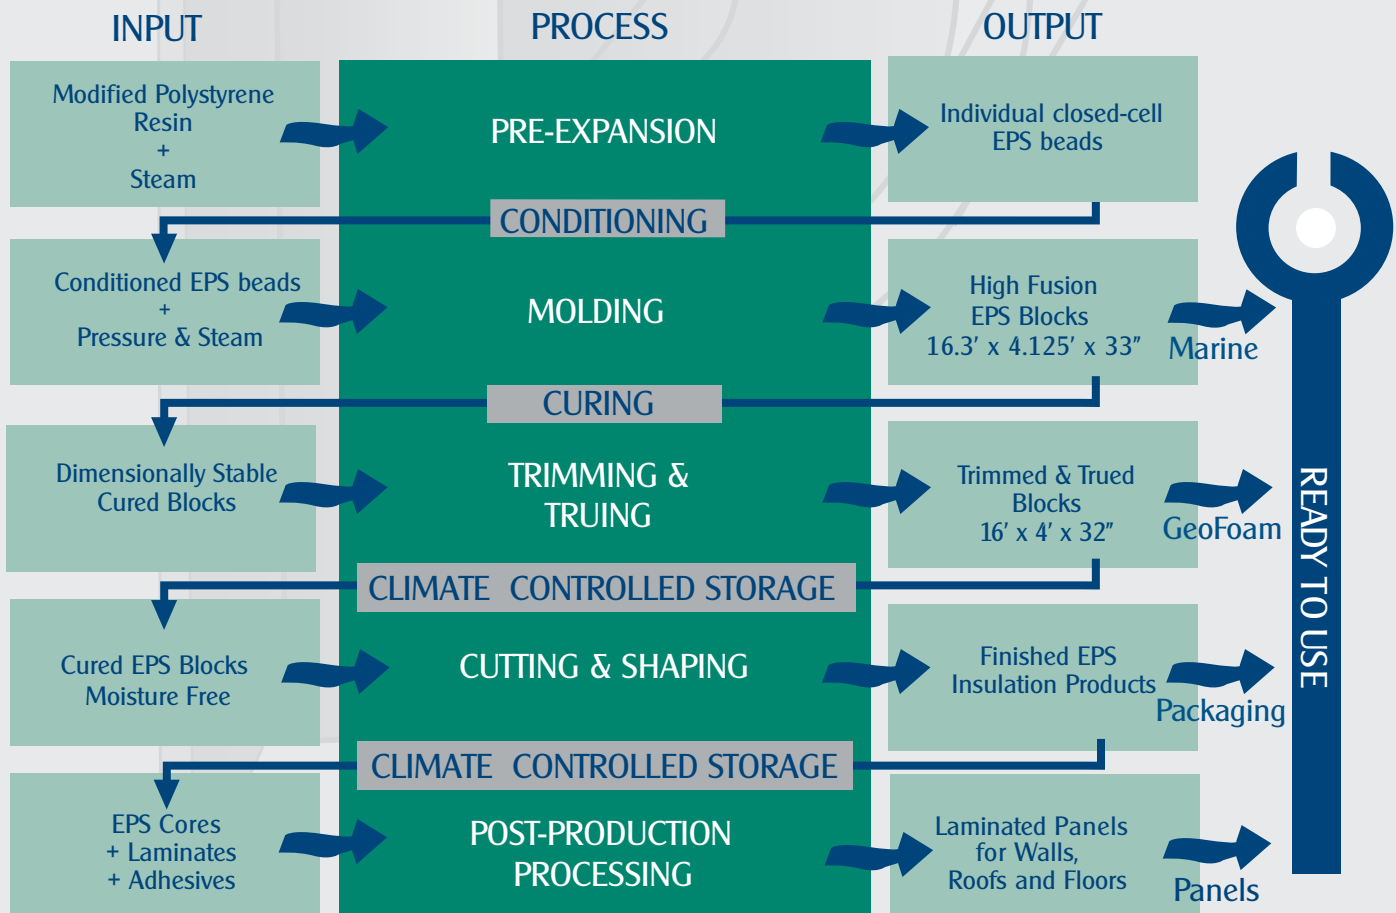 INPUT
PROCESS
OUTPUT
Modified Polystyrene
Resin
+
Steam
PRE-EXPANSION
Individual closed-cell
EPS beads
CONDITIONING
Conditioned EPS beads
+
Pressure & Steam
MOLDING
High Fusion
EPS Blocks
16.3' x 4.125' x 33"
Marine
CURING
Dimensionally Stable
Cured Blocks
TRIMMING &
TRUING
Trimmed & Trued
Blocks
16' x 4' x 32"
GeoFoam
CLIMATE CONTROLLED STORAGE
Cured EPS Blocks
Moisture Free
CUTTING & SHAPING
Finished EPS
Insulation Products
Packaging
CLIMATE CONTROLLED STORAGE
EPS Cores
+ Laminates
+ Adhesives
POST-PRODUCTION
PROCESSING
Laminated Panels
for Walls,
Roofs and Floors
Panels
READY TO USE